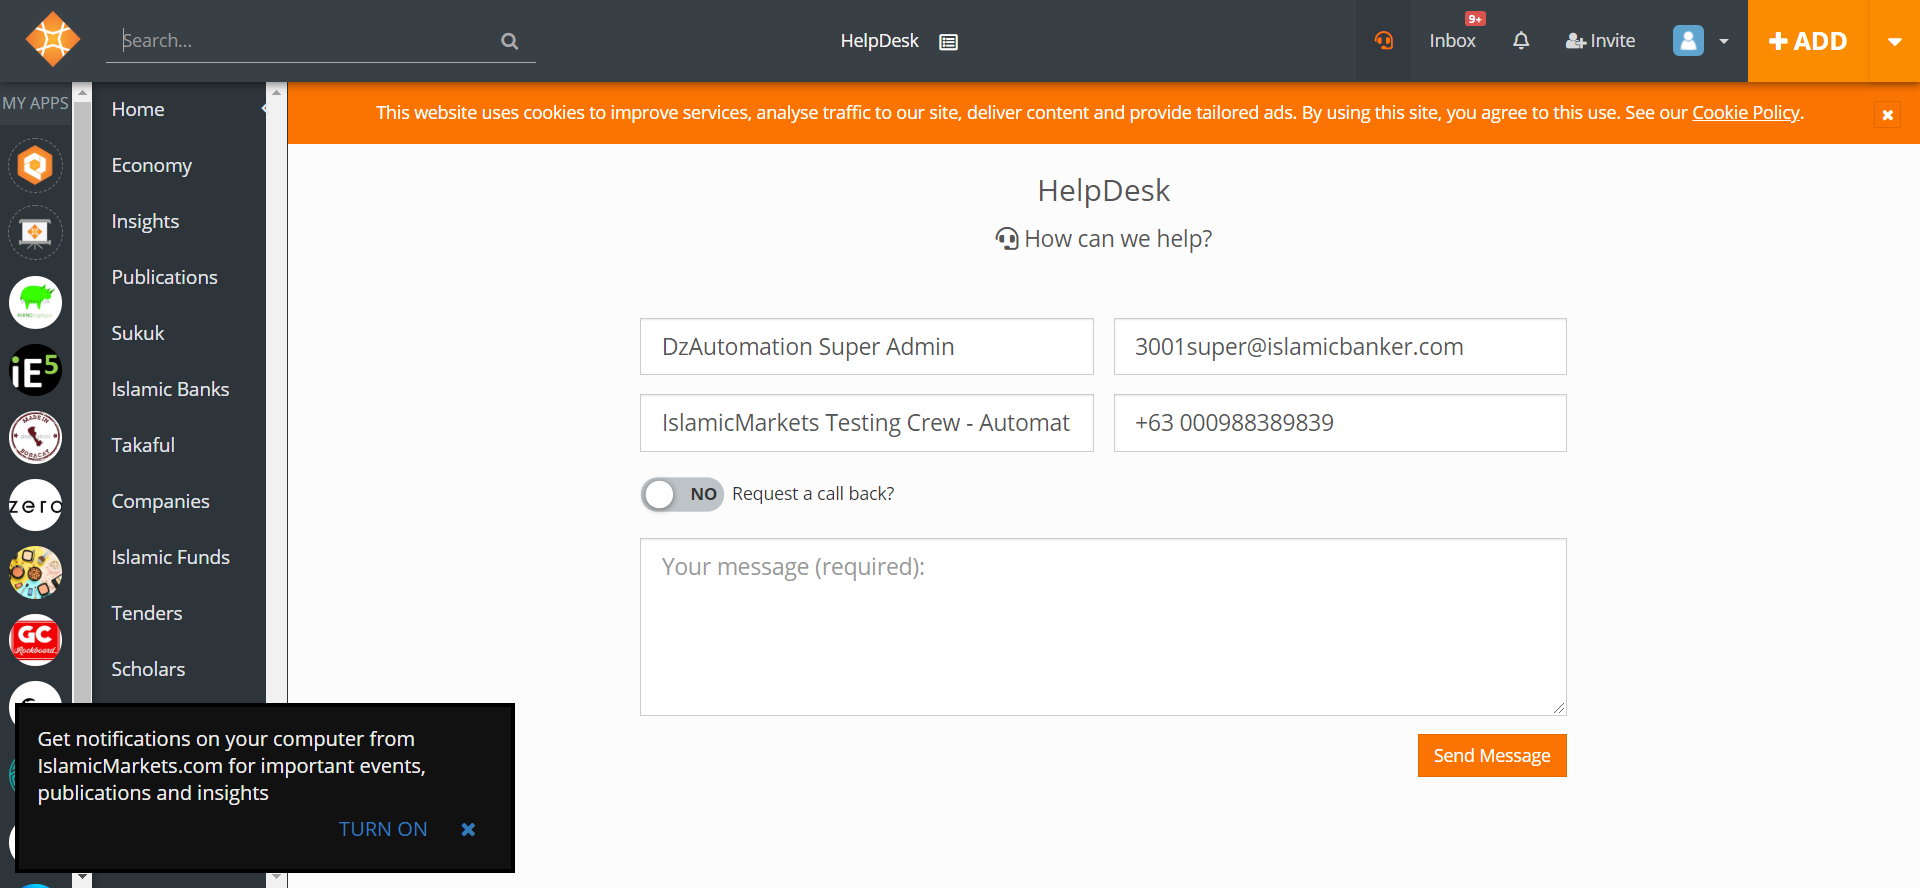 Search...
HelpDesk
9+
Inbox
Invite
ADD
MY APPS
Home
Economy
Insights
Publications
Sukuk
Islamic Banks
Takaful
Companies
Islamic Funds
Tenders
Scholars
iE5
MADE IN
BORACAY
zero
GC
Rockboard
This website uses cookies to improve services, analyse traffic to our site, deliver content and provide tailored ads. By using this site, you agree to this use. See our Cookie Policy.
HelpDesk
How can we help?
DzAutomation Super Admin
3001super@islamicbanker.com
IslamicMarkets Testing Crew - Automat
+63 000988389839
NO
Request a call back?
Your message (required):
Send Message
Get notifications on your computer from
IslamicMarkets.com for important events,
publications and insights
TURN ON